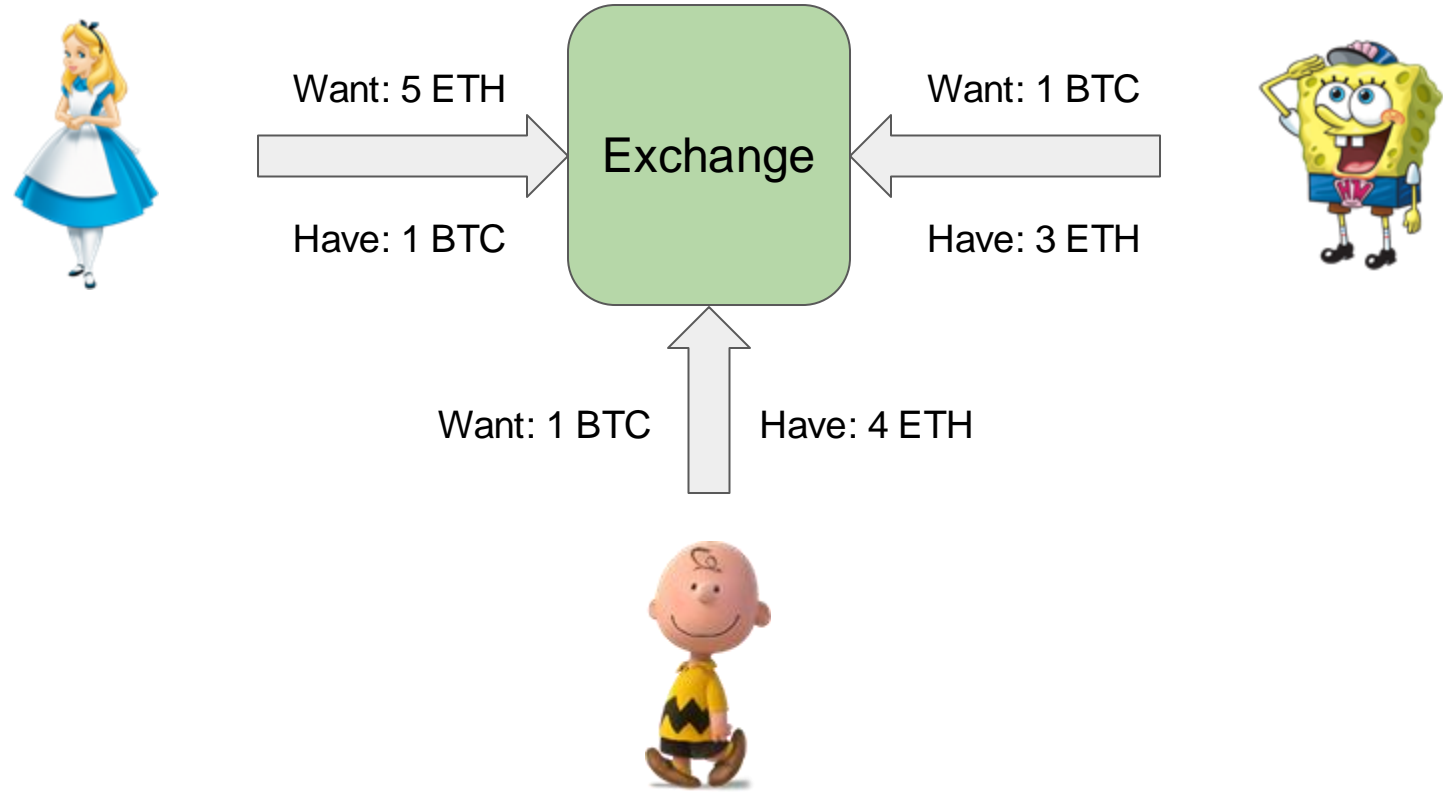 Want: 5 ETH
Have: 1 BTC
Exchange
Want: 1 BTC
Have: 3 ETH
Want: 1 BTC
Have: 4 ETH